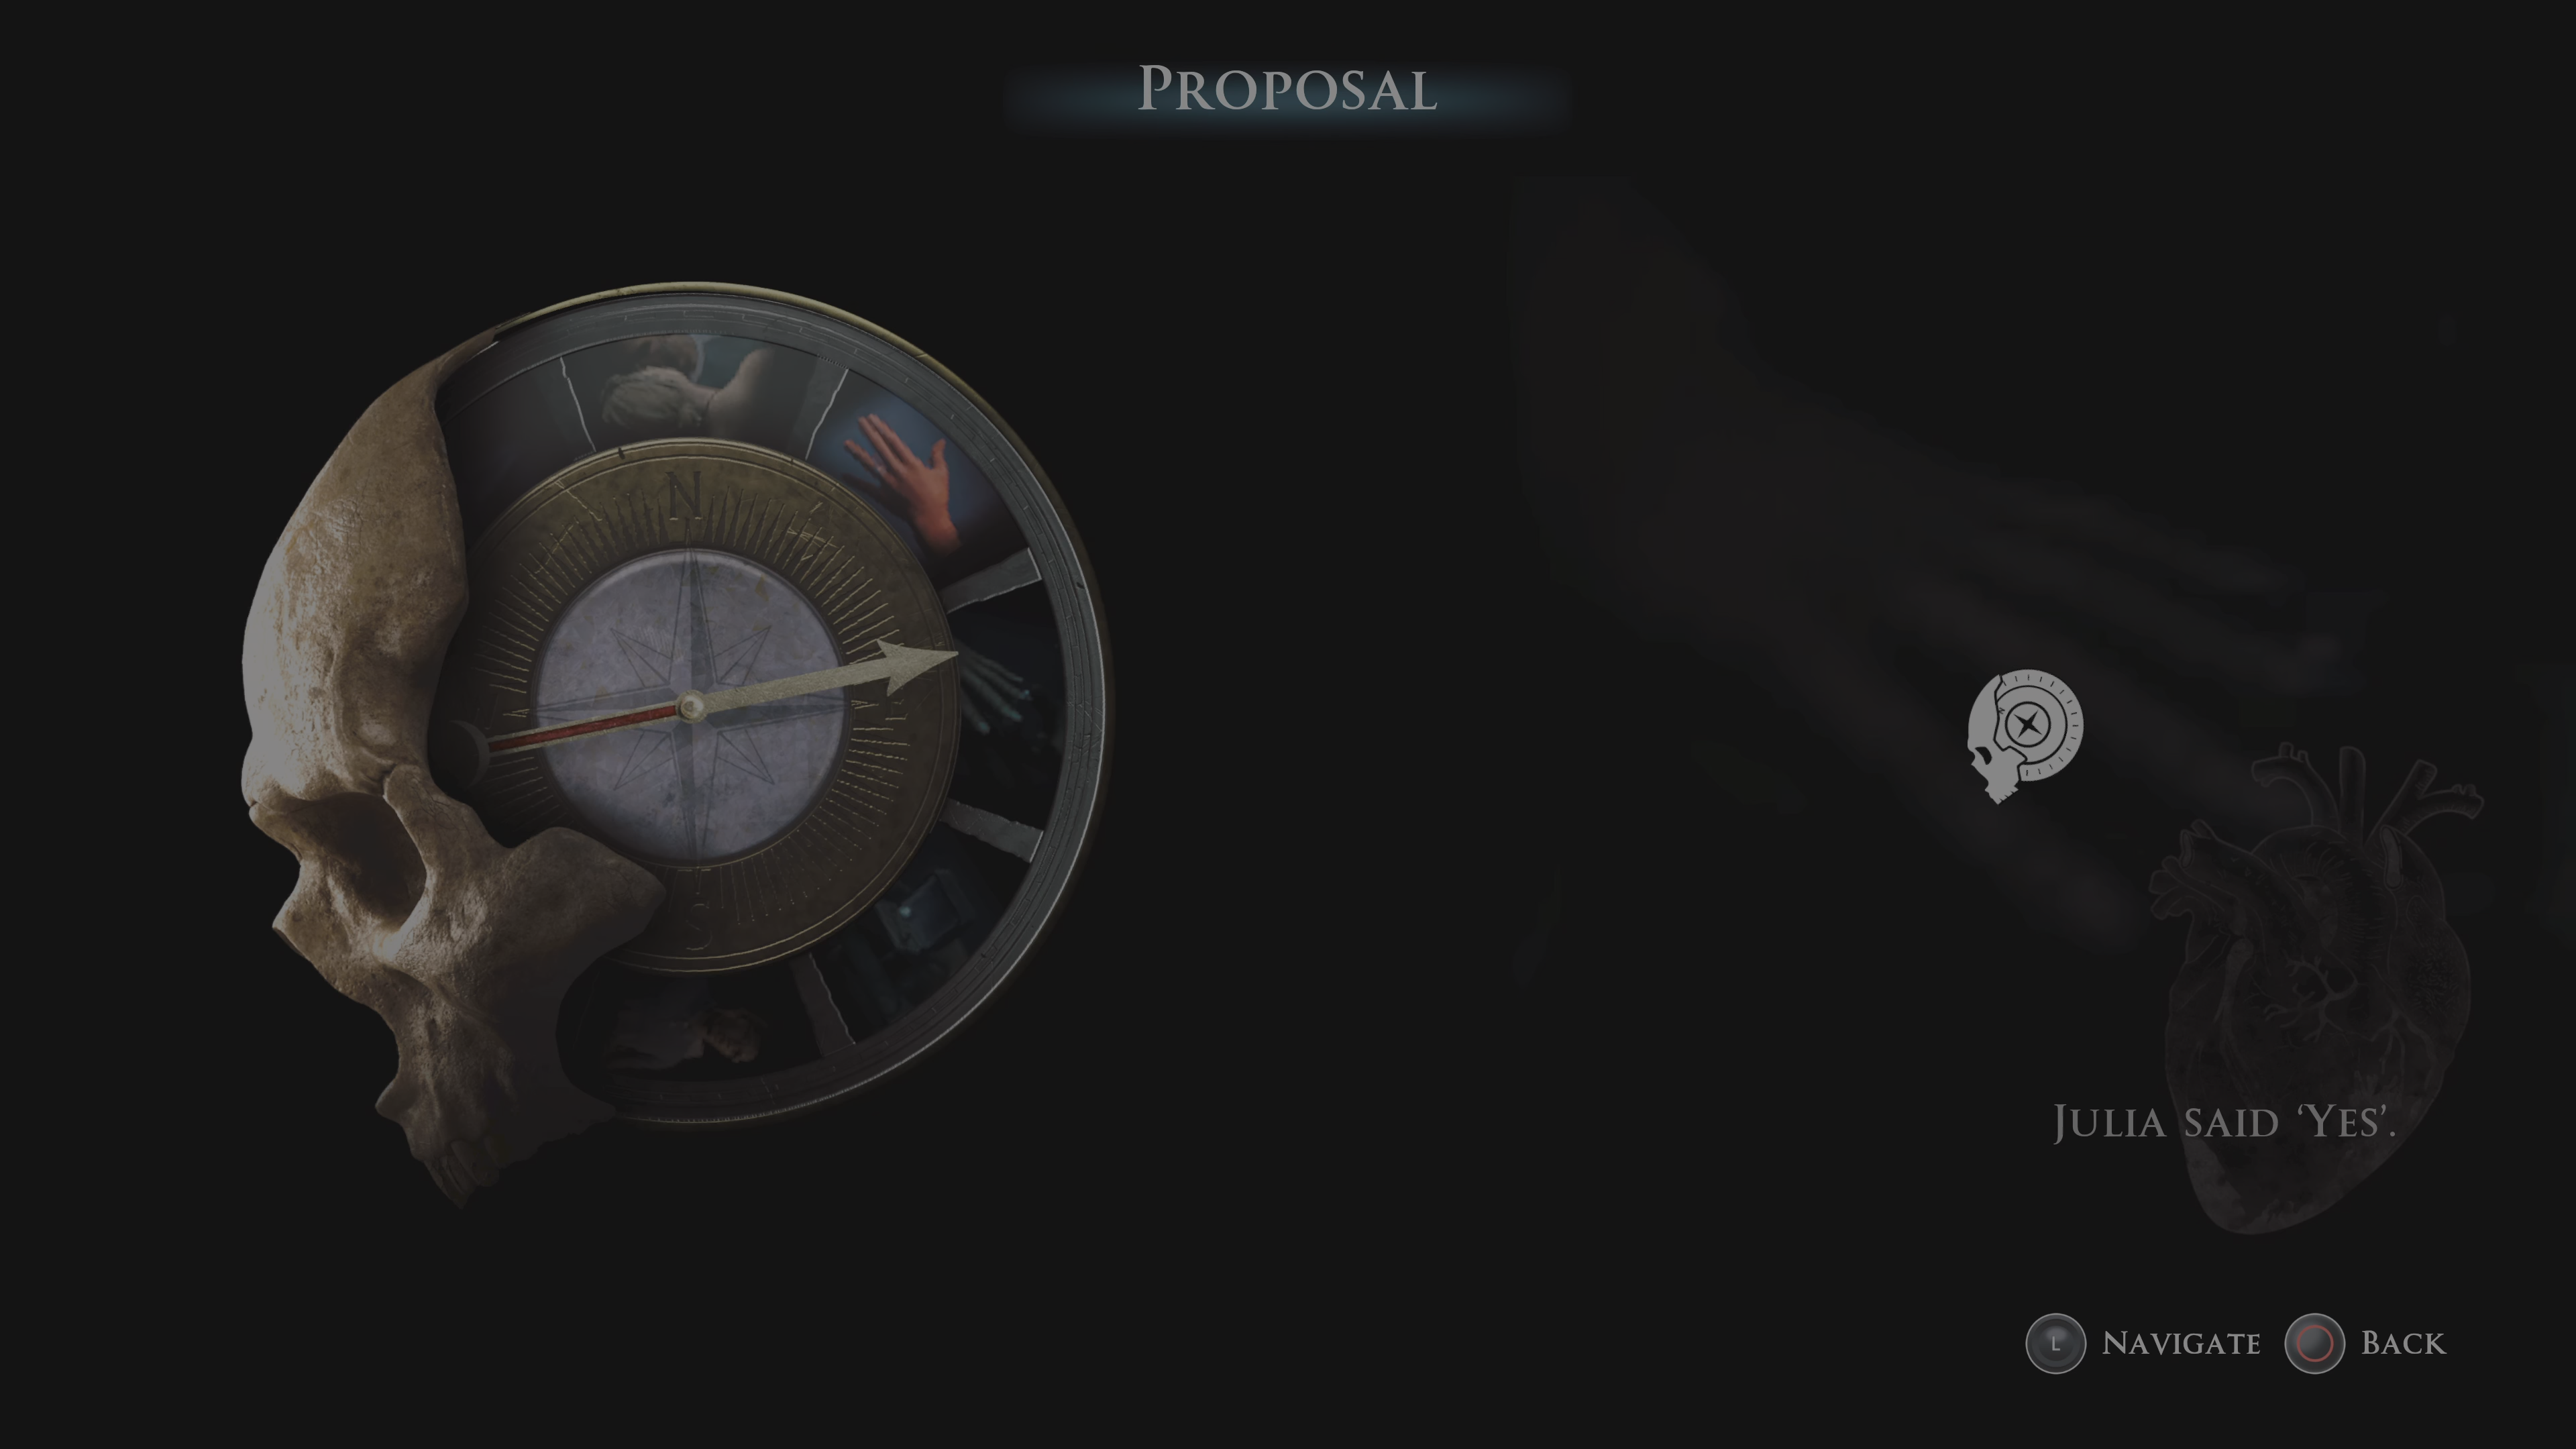 Proposal
N
E
S
Julia said ‘Yes’.
L Navigate Back